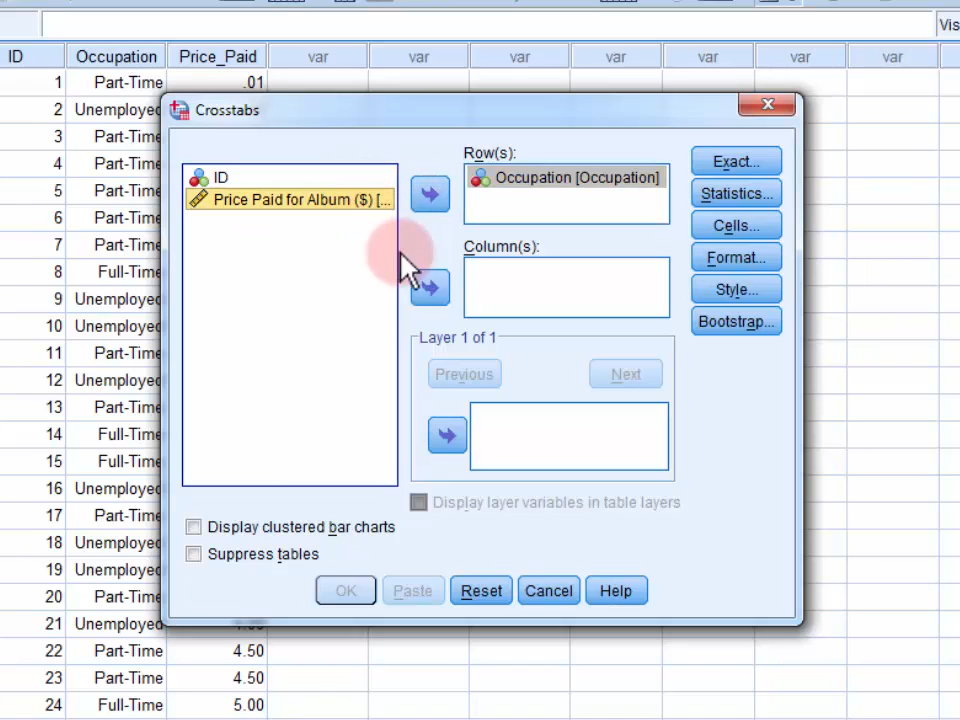 Vis
ID Occupation Price_Paid var var var var var var var
1 Part-Time .01
2 Unemployed
3 Part-Time
4 Part-Time
5 Part-Time
6 Part-Time
7 Part-Time
8 Full-Time
9 Unemployed
10 Unemployed
11 Part-Time
12 Unemployed
13 Part-Time
14 Full-Time
15 Full-Time
16 Unemployed
17 Part-Time
18 Unemployed
19 Unemployed
20 Part-Time
21 Unemployed
22 Part-Time 4.50
23 Part-Time 4.50
24 Full-Time 5.00
Crosstabs
ID
Price Paid for Album ($) [...
Row(s):
Occupation [Occupation]
Column(s):
Layer 1 of 1
Previous Next
Display layer variables in table layers
Exact...
Statistics...
Cells...
Format...
Style...
Bootstrap...
Display clustered bar charts
Suppress tables
OK Paste Reset Cancel Help